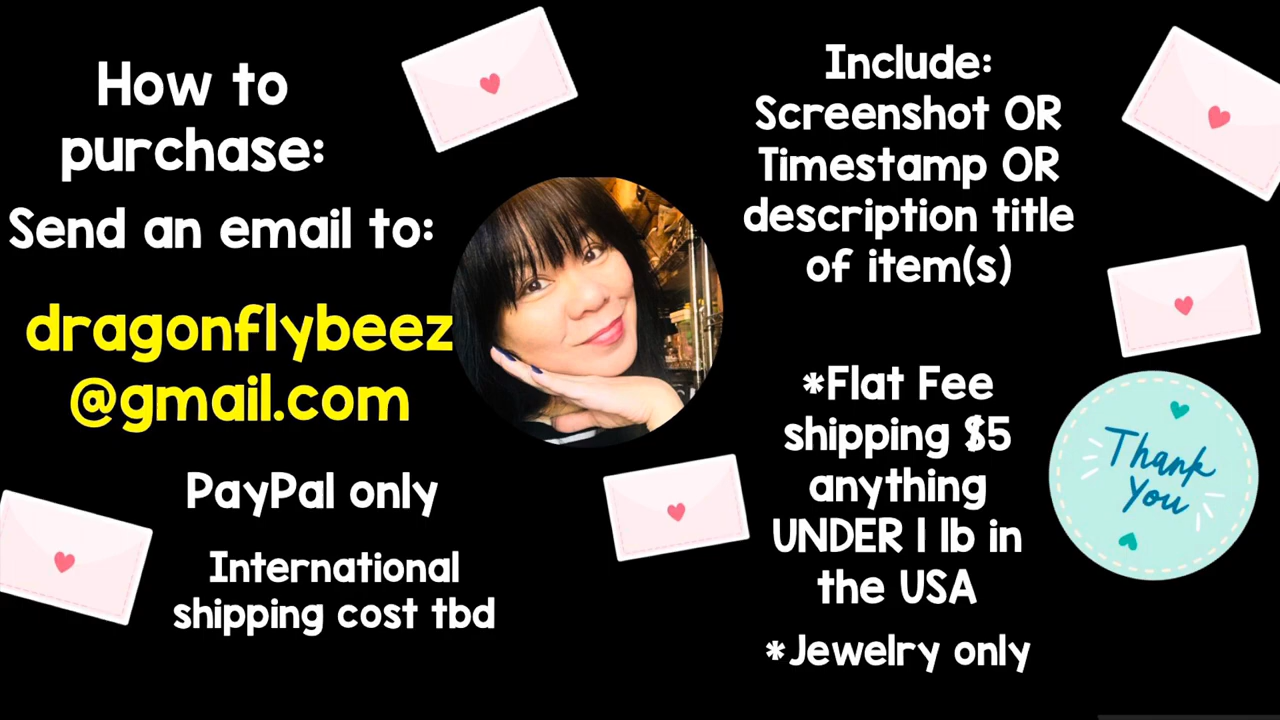 How to
purchase:
Send an email to:
dragonflybeez
@gmail.com
PayPal only
International
shipping cost tbd
Include:
Screenshot OR
Timestamp OR
description title
of item(s)
*Flat Fee
shipping $5
anything
UNDER 1 lb in
the USA
*Jewelry only
Thank
You